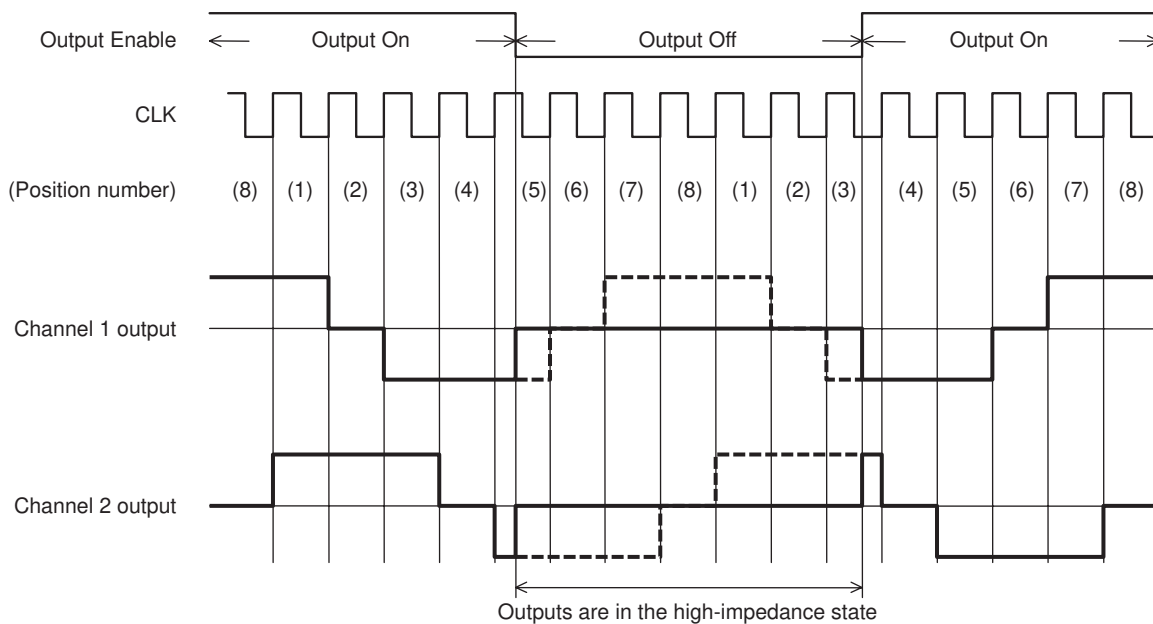 Output Enable
Output On
Output Off
Output On
CLK
(Position number)
(8) (1) (2) (3) (4) (5) (6) (7) (8) (1) (2) (3) (4) (5) (6) (7) (8)
Channel 1 output
Channel 2 output
Outputs are in the high-impedance state